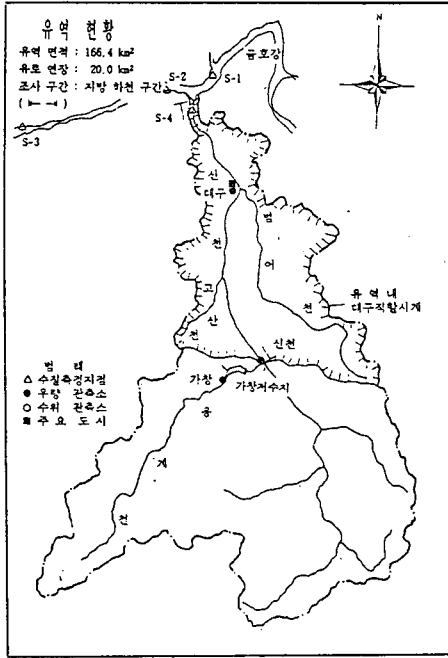 유역 현황
유역 면적 : 166.4 km²
유로 연장 : 20.0 km²
조사 구간 : 지방 하천 구간
S-2
S-1
금호강
N
S-4
S-3
신천
대구
범어천
고산천
유역내
대구직할시계
신천
가창
가창저수지
용계천
범례
△ 수질측정지점
● 우량 관측소
○ 수위 관측소
■ 주요 도시